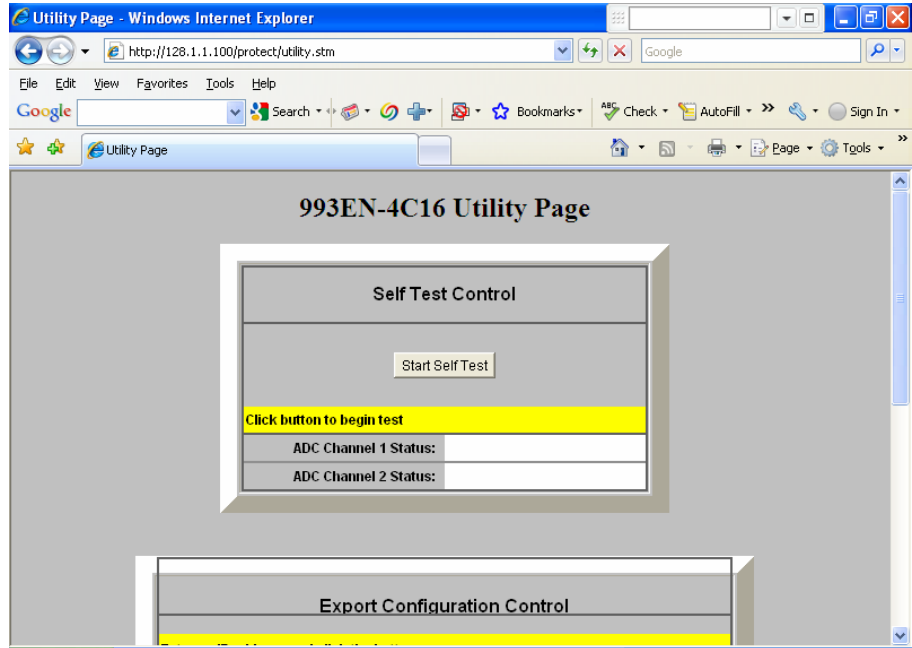 Utility Page - Windows Internet Explorer
http://128.1.1.100/protect/utility.stm
Google
File Edit View Favorites Tools Help
Google Search Bookmarks ABC Check AutoFill Sign In
Utility Page Page Tools
993EN-4C16 Utility Page
Self Test Control
Start Self Test
Click button to begin test
ADC Channel 1 Status:
ADC Channel 2 Status:
Export Configuration Control